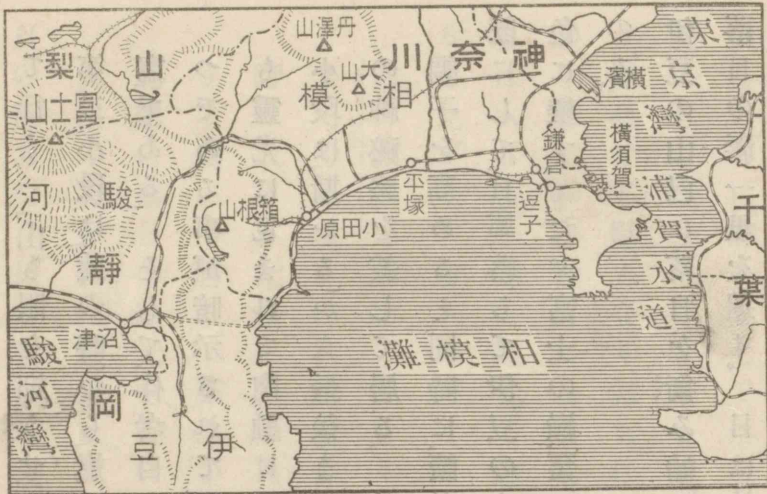 東京灣
浦賀水道
千葉
神奈川
橫濱
橫須賀
鎌倉
逗子
平塚
相模
大山
丹澤山
小田原
箱根山
相模灘
山梨
富士山
駿河
靜岡
沼津
伊豆
駿河灣